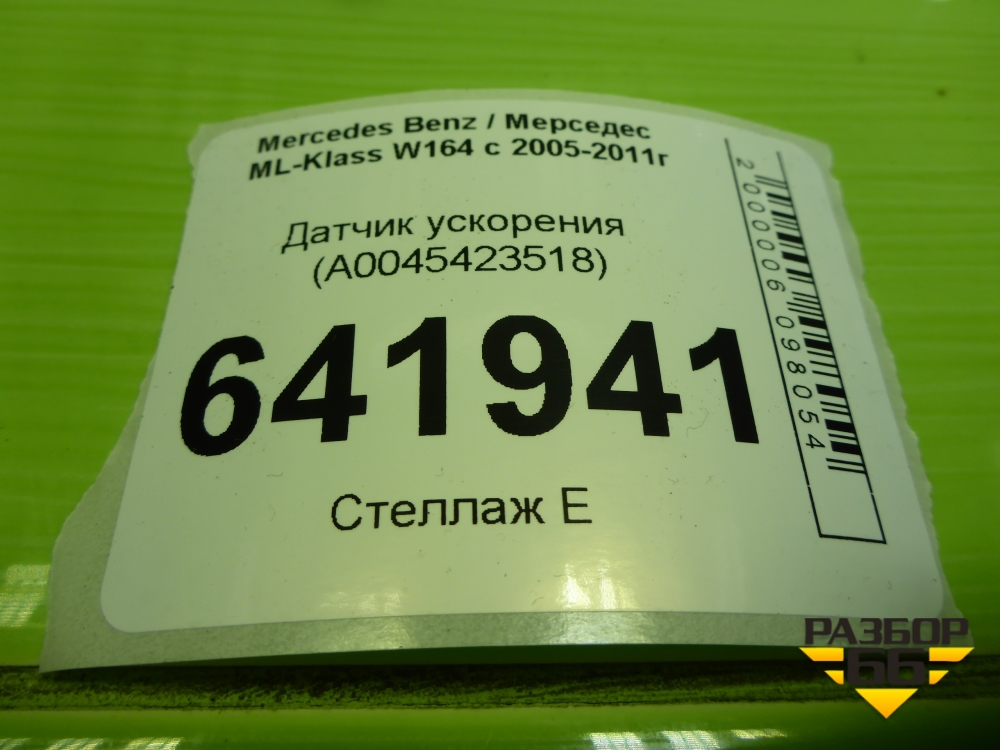 Mercedes Benz / Мерседес
ML-Klass W164 с 2005-2011г
Датчик ускорения
(A0045423518)
641941
Стеллаж Е
2000006098054
РАЗБОР
66